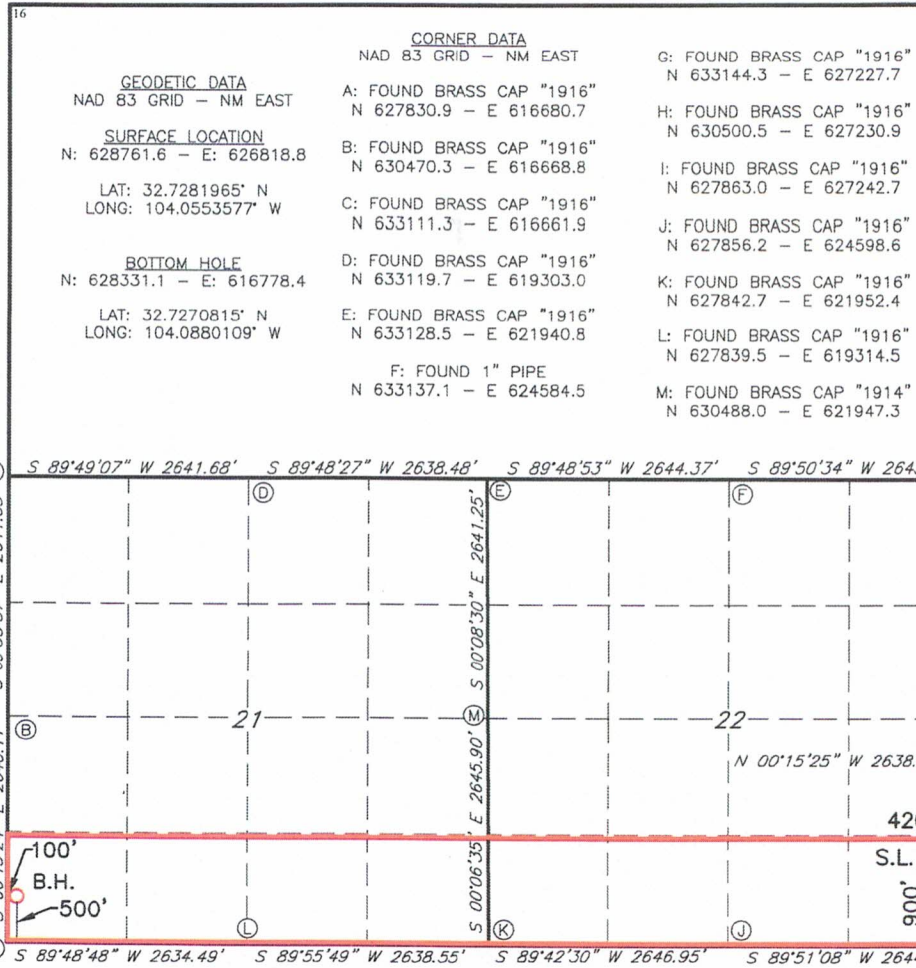 16
GEODETIC DATA
NAD 83 GRID – NM EAST
SURFACE LOCATION
N: 628761.6 – E: 626818.8
LAT: 32.7281965° N
LONG: 104.0553577° W
BOTTOM HOLE
N: 628331.1 – E: 616778.4
LAT: 32.7270815° N
LONG: 104.0880109° W
CORNER DATA
NAD 83 GRID – NM EAST
A: FOUND BRASS CAP "1916"
N 627830.9 – E 616680.7
B: FOUND BRASS CAP "1916"
N 630470.3 – E 616668.8
C: FOUND BRASS CAP "1916"
N 633111.3 – E 616661.9
D: FOUND BRASS CAP "1916"
N 633119.7 – E 619303.0
E: FOUND BRASS CAP "1916"
N 633128.5 – E 621940.8
F: FOUND 1" PIPE
N 633137.1 – E 624584.5
G: FOUND BRASS CAP "1916"
N 633144.3 – E 627227.7
H: FOUND BRASS CAP "1916"
N 630500.5 – E 627230.9
I: FOUND BRASS CAP "1916"
N 627863.0 – E 627242.7
J: FOUND BRASS CAP "1916"
N 627856.2 – E 624598.6
K: FOUND BRASS CAP "1916"
N 627842.7 – E 621952.4
L: FOUND BRASS CAP "1916"
N 627839.5 – E 619314.5
M: FOUND BRASS CAP "1914"
N 630488.0 – E 621947.3
S 89°49'07" W 2641.68' S 89°48'27" W 2638.48' S 89°48'53" W 2644.37' S 89°50'34" W
D
E
F
S 00°08'30" E 2641.25'
B
21
M
22
N 00°15'25" W 2638.
S 00°06'35" E 2645.90'
100'
B.H.
500'
S.L.
900'
L
K
J
S 89°48'48" W 2634.49' S 89°55'49" W 2638.55' S 89°42'30" W 2646.95' S 89°51'08" W